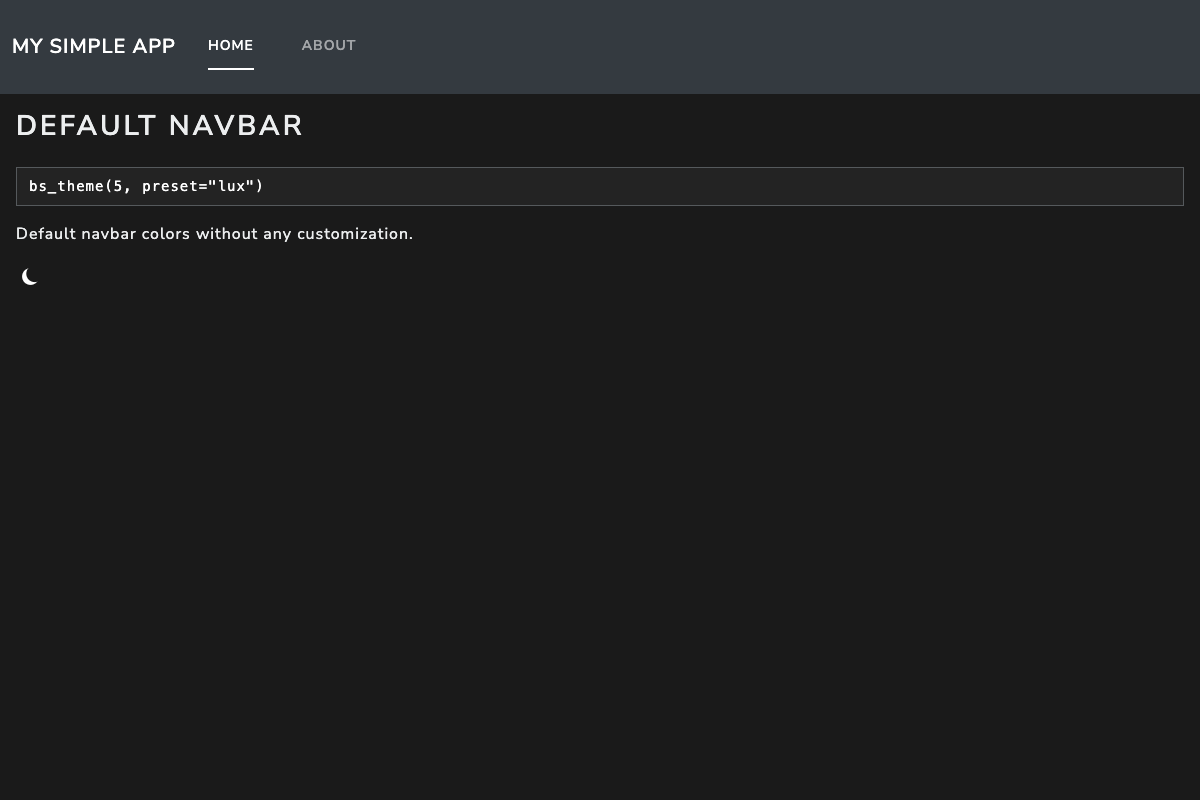 MY SIMPLE APP HOME ABOUT
DEFAULT NAVBAR
bs_theme(5, preset="lux")
Default navbar colors without any customization.